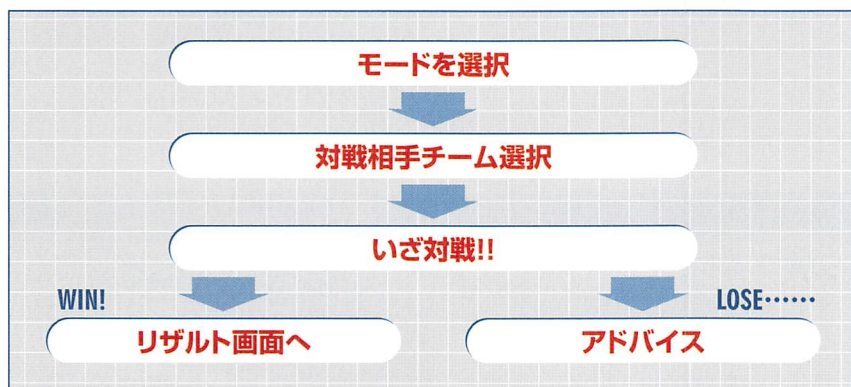 モードを選択
対戦相手チーム選択
いざ対戦!!
WIN!
LOSE……
リザルト画面へ
アドバイス